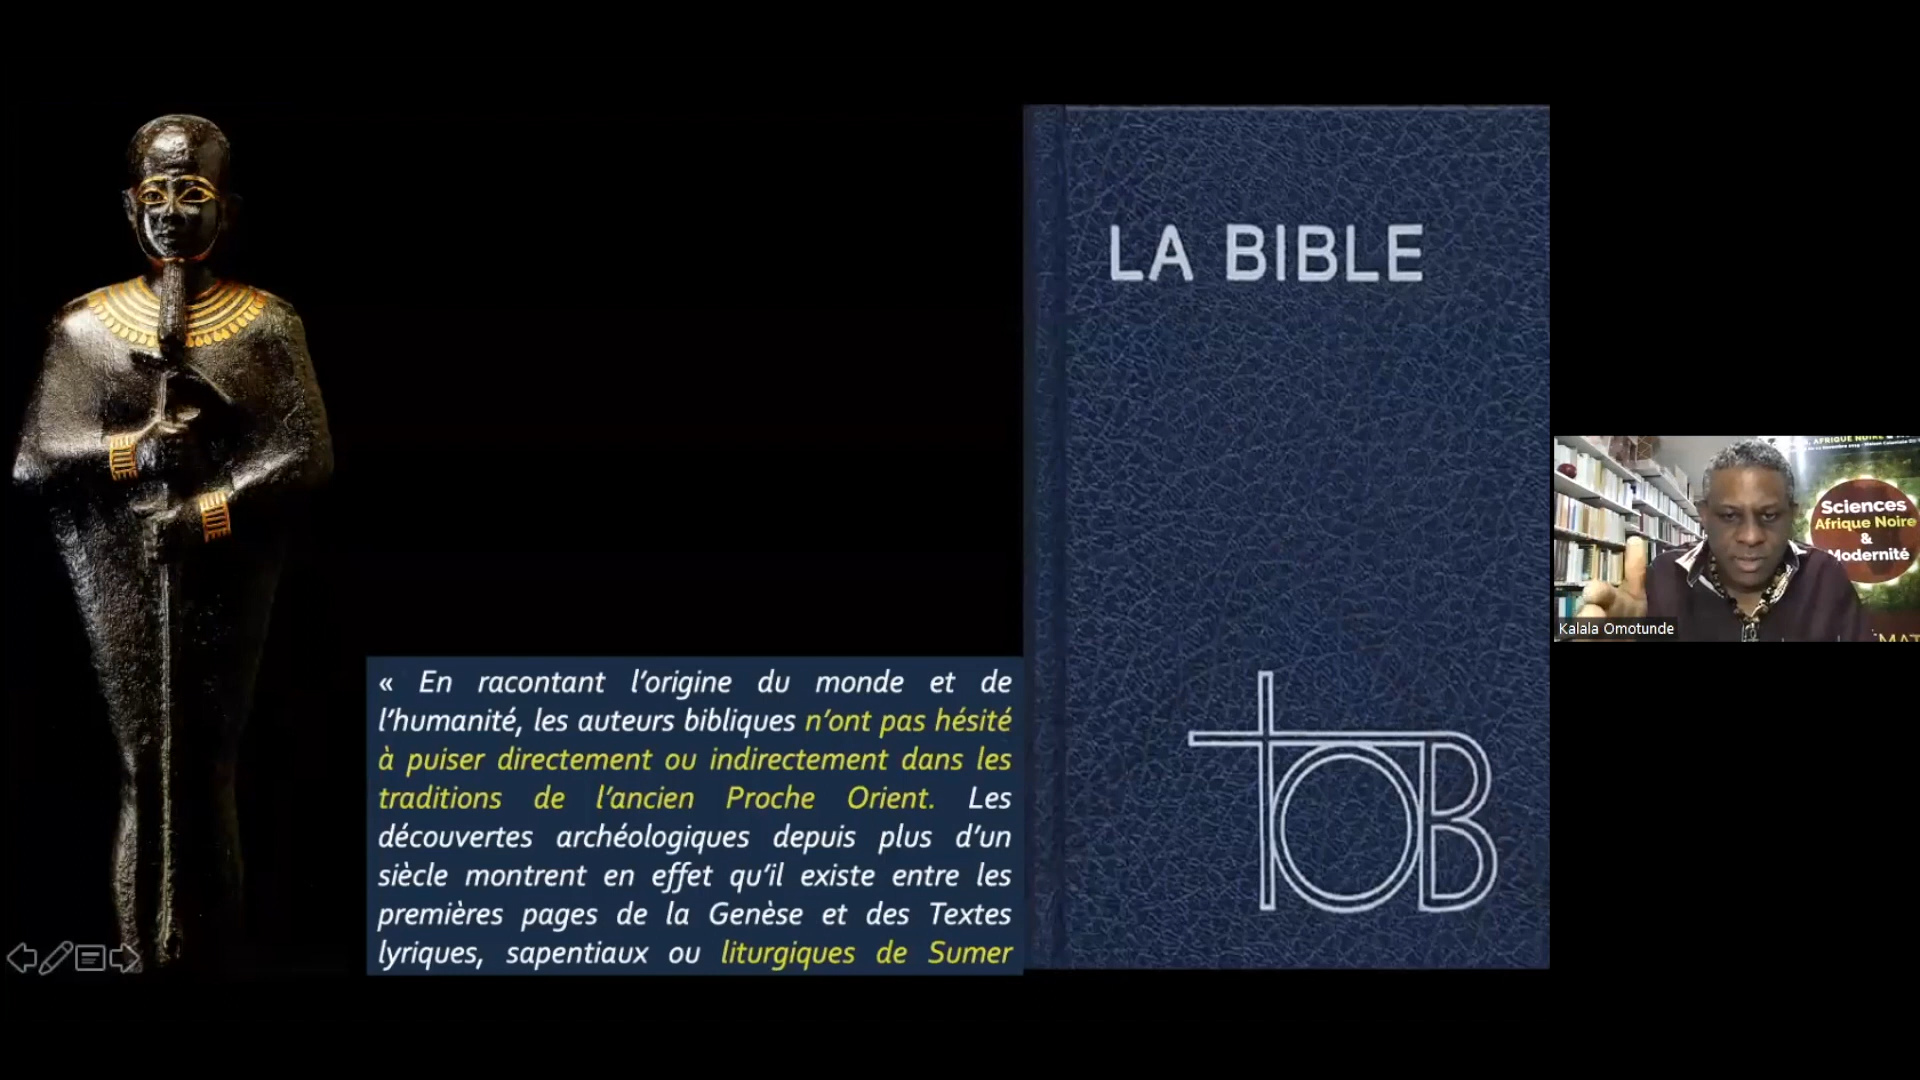 LA BIBLE
TOB
« En racontant l'origine du monde et de
l'humanité, les auteurs bibliques n'ont pas hésité
à puiser directement ou indirectement dans les
traditions de l'ancien Proche Orient. Les
découvertes archéologiques depuis plus d'un
siècle montrent en effet qu'il existe entre les
premières pages de la Genèse et des Textes
lyriques, sapentiaux ou liturgiques de Sumer
Sciences
Afrique Noire
&
Modernité
Kalala Omotunde